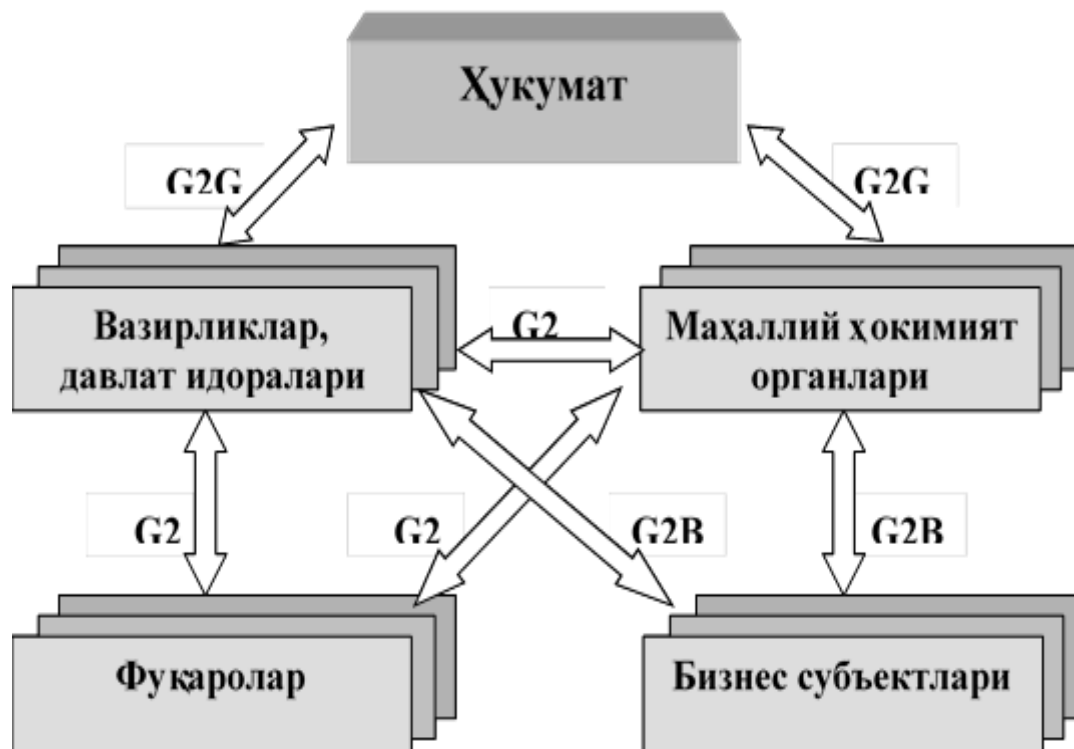 Ҳукумат
G2G
G2G
Вазирликлар,
давлат идоралари
G2
Маҳаллий ҳокимият
органлари
G2
G2
G2B
G2B
Фуқаролар
Бизнес субъектлари